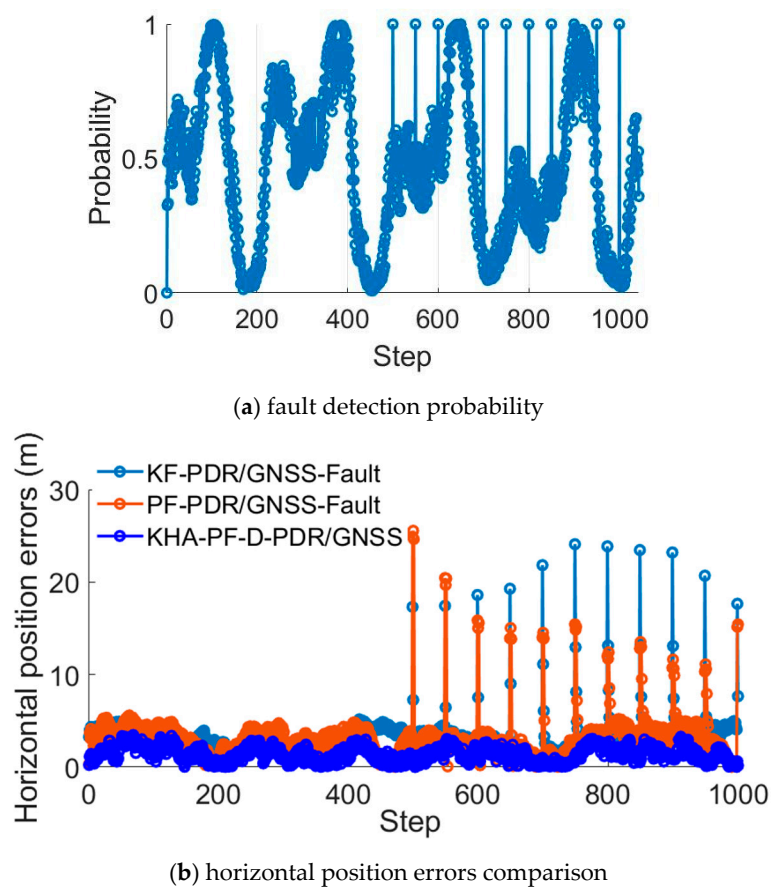 1
0.5
0
Probability
0 200 400 600 800 1000
Step
(a) fault detection probability
KF-PDR/GNSS-Fault
PF-PDR/GNSS-Fault
KHA-PF-D-PDR/GNSS
30
20
10
0
Horizontal position errors (m)
0 200 400 600 800 1000
Step
(b) horizontal position errors comparison